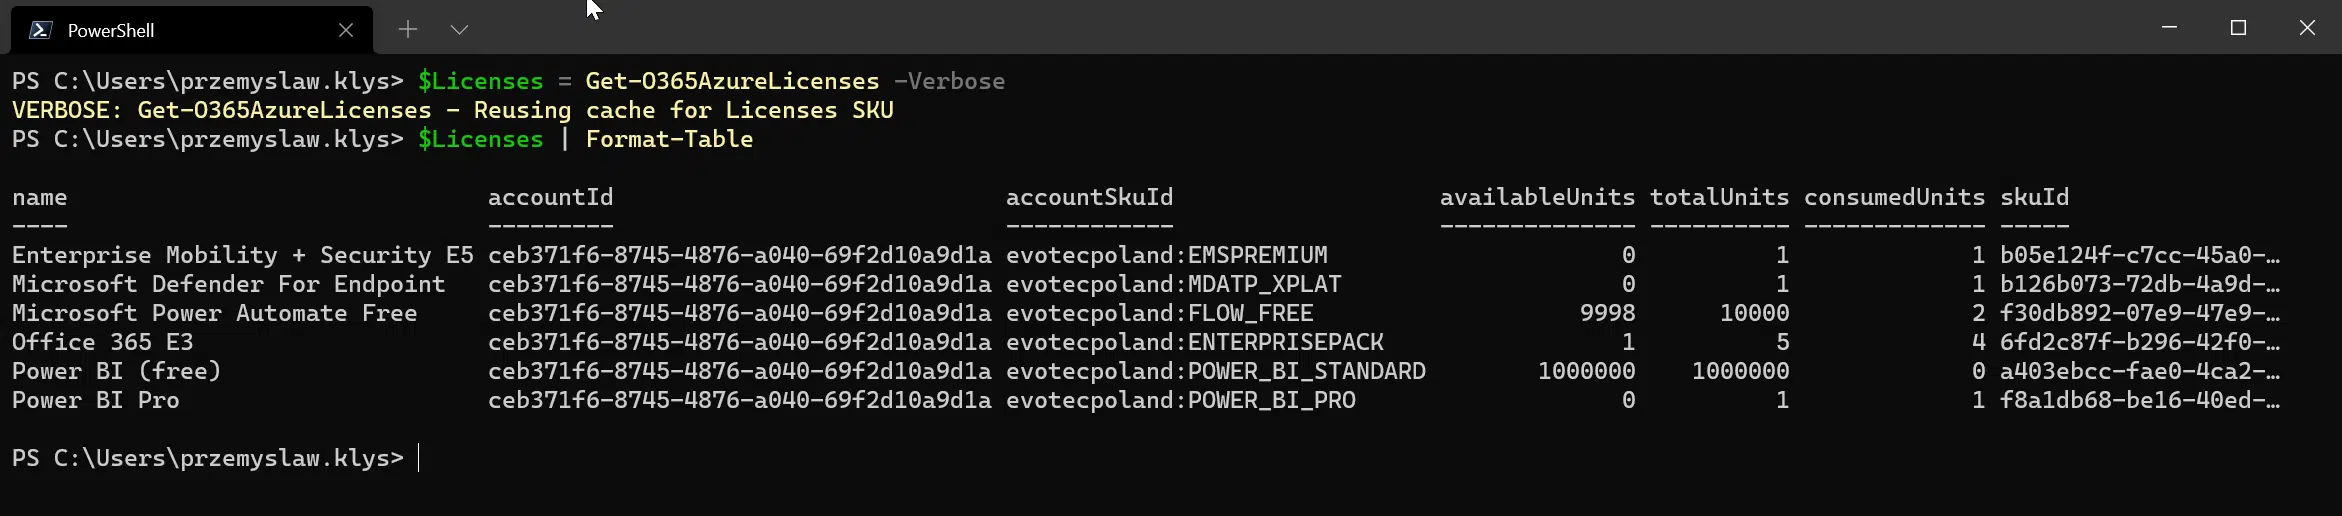 PowerShell
PS C:\Users\przemyslaw.klys> $Licenses = Get-O365AzureLicenses -Verbose
VERBOSE: Get-O365AzureLicenses - Reusing cache for Licenses SKU
PS C:\Users\przemyslaw.klys> $Licenses | Format-Table
name accountId accountSkuId availableUnits totalUnits consumedUnits skuId
---- --------- ------------ -------------- ---------- ------------- -----
Enterprise Mobility + Security E5 ceb371f6-8745-4876-a040-69f2d10a9d1a evotecpoland:EMSPREMIUM 0 1 1 b05e124f-c7cc-45a0-…
Microsoft Defender For Endpoint ceb371f6-8745-4876-a040-69f2d10a9d1a evotecpoland:MDATP_XPLAT 0 1 1 b126b073-72db-4a9d-…
Microsoft Power Automate Free ceb371f6-8745-4876-a040-69f2d10a9d1a evotecpoland:FLOW_FREE 9998 10000 2 f30db892-07e9-47e9-…
Office 365 E3 ceb371f6-8745-4876-a040-69f2d10a9d1a evotecpoland:ENTERPRISEPACK 1 5 4 6fd2c87f-b296-42f0-…
Power BI (free) ceb371f6-8745-4876-a040-69f2d10a9d1a evotecpoland:POWER_BI_STANDARD 1000000 1000000 0 a403ebcc-fae0-4ca2-…
Power BI Pro ceb371f6-8745-4876-a040-69f2d10a9d1a evotecpoland:POWER_BI_PRO 0 1 1 f8a1db68-be16-40ed-…
PS C:\Users\przemyslaw.klys>